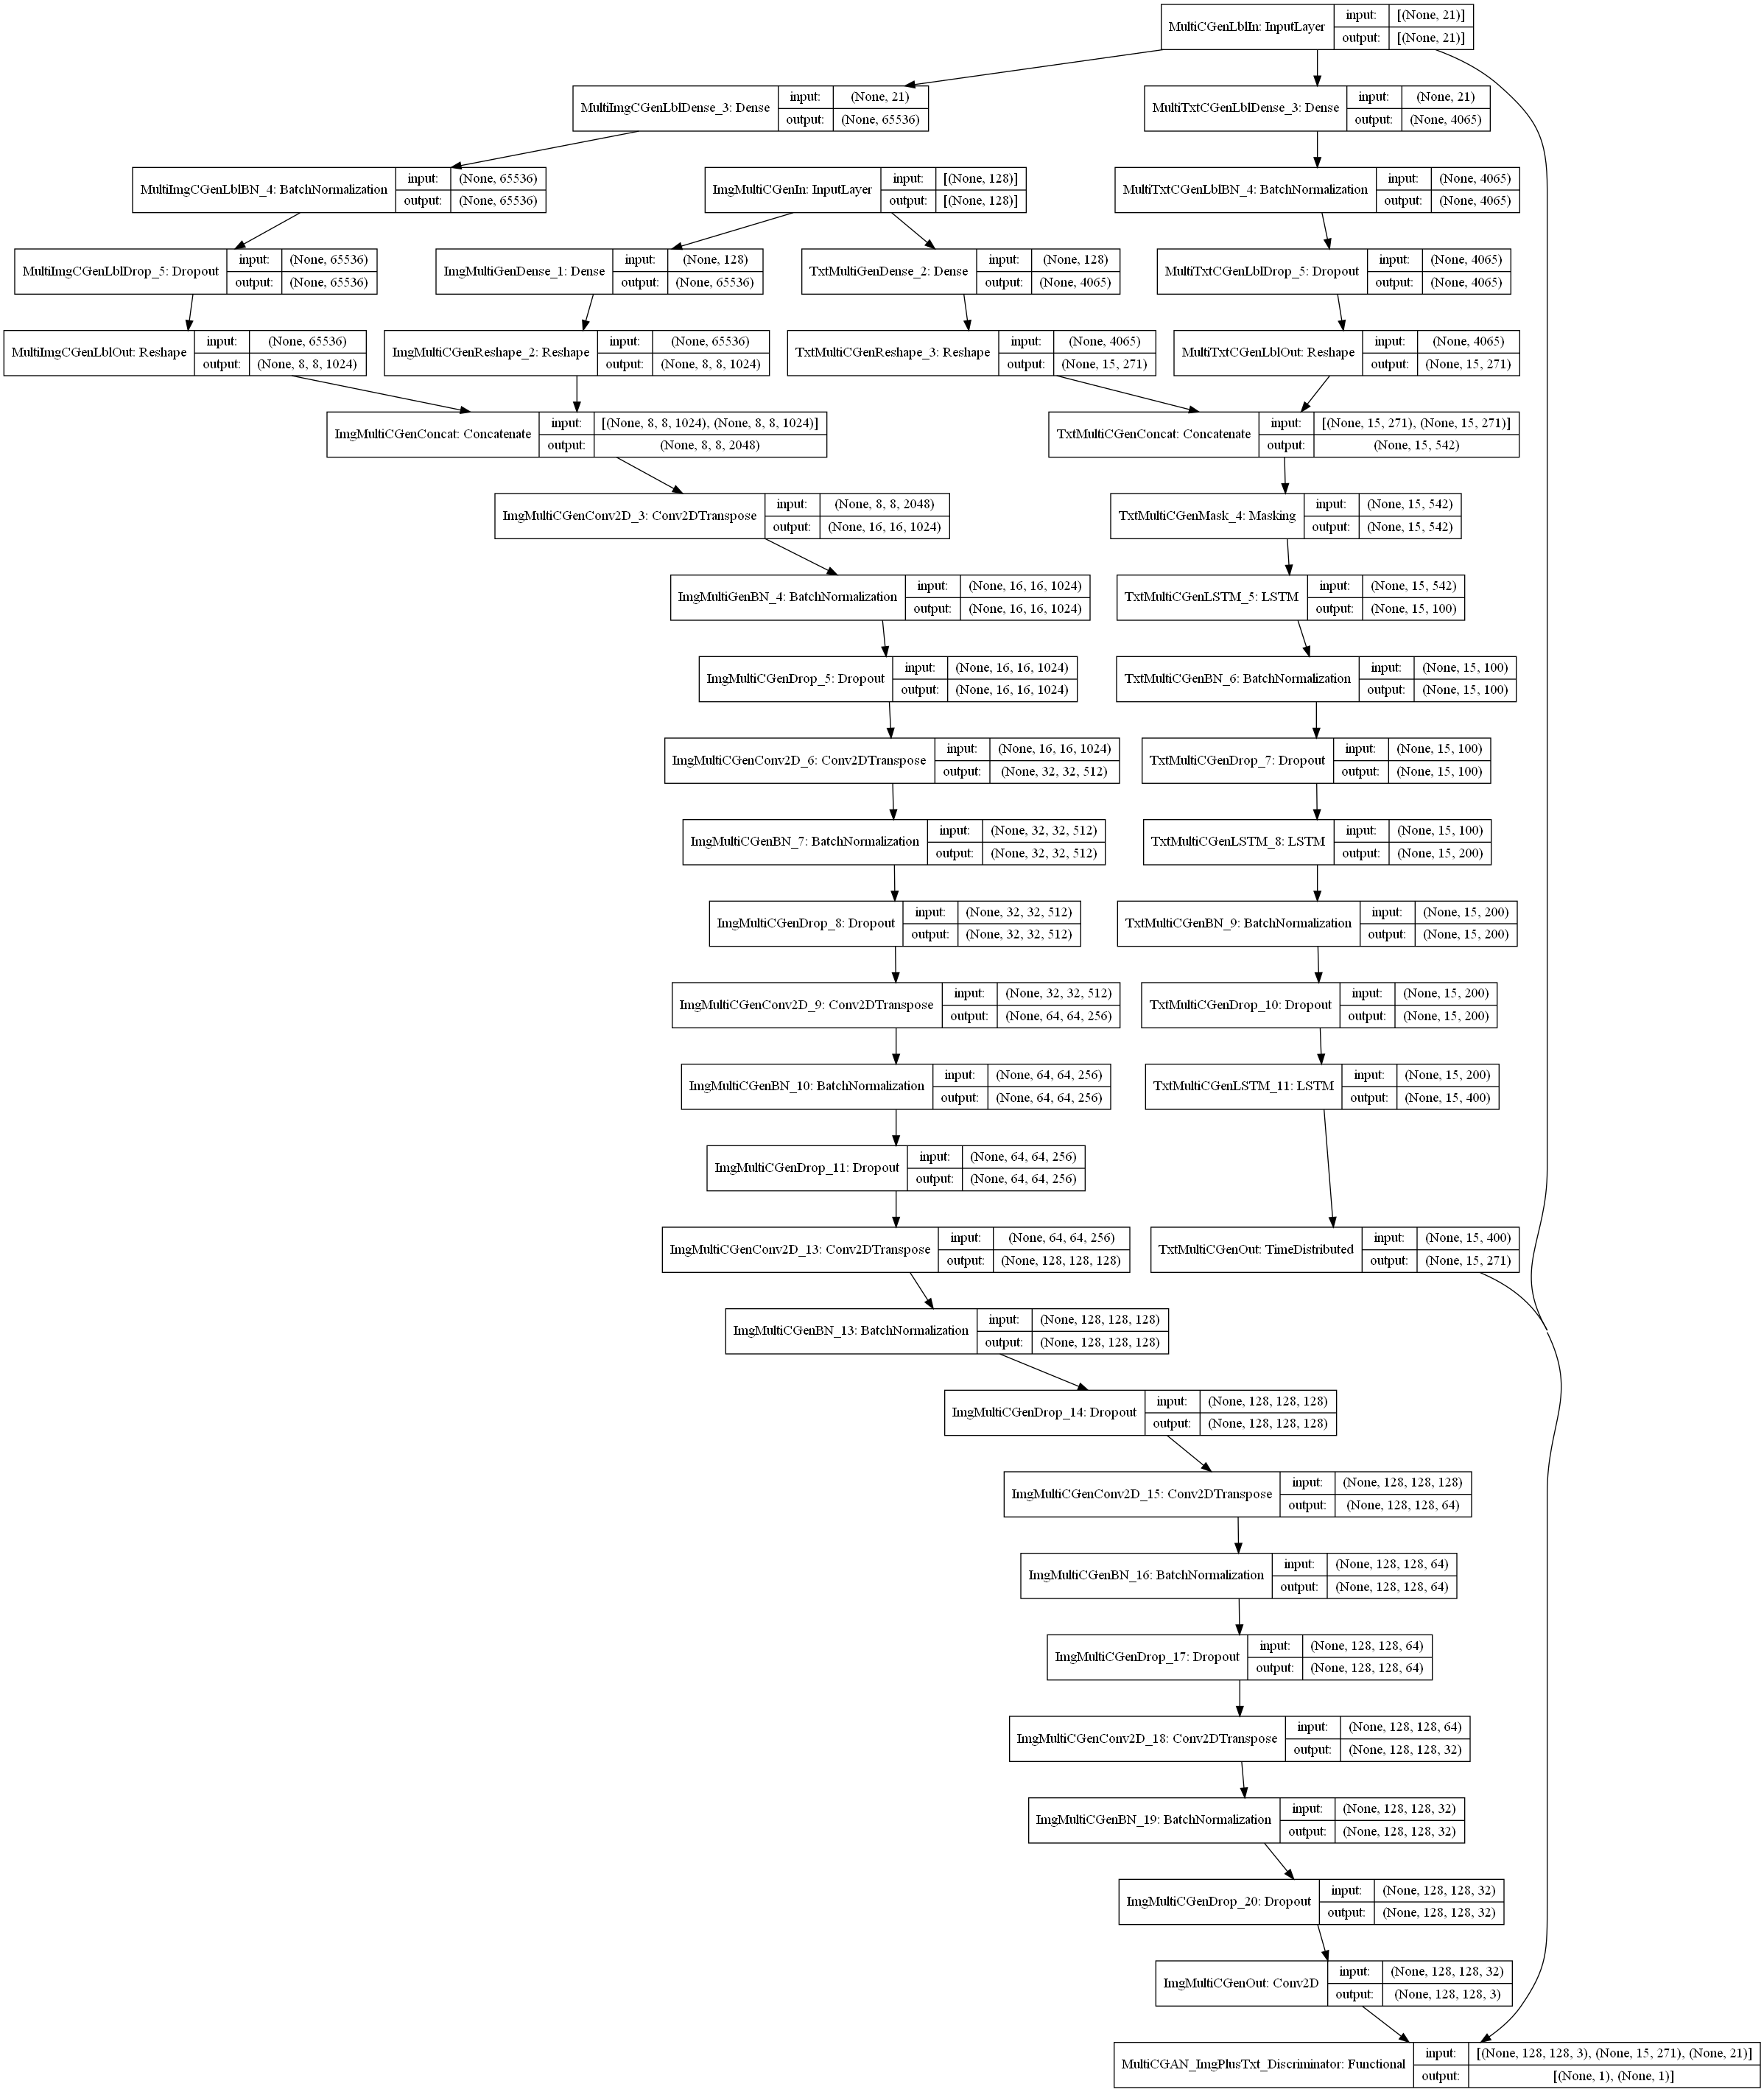 MultiCGenLblIn: InputLayer
input: [(None, 21)]
output: [(None, 21)]
MultiImgCGenLblDense_3: Dense
input: (None, 21)
output: (None, 65536)
MultiTxtCGenLblDense_3: Dense
input: (None, 21)
output: (None, 4065)
MultiImgCGenLblBN_4: BatchNormalization
input: (None, 65536)
output: (None, 65536)
ImgMultiCGenIn: InputLayer
input: [(None, 128)]
output: [(None, 128)]
MultiTxtCGenLblBN_4: BatchNormalization
input: (None, 4065)
output: (None, 4065)
MultiImgCGenLblDrop_5: Dropout
input: (None, 65536)
output: (None, 65536)
ImgMultiGenDense_1: Dense
input: (None, 128)
output: (None, 65536)
TxtMultiGenDense_2: Dense
input: (None, 128)
output: (None, 4065)
MultiTxtCGenLblDrop_5: Dropout
input: (None, 4065)
output: (None, 4065)
MultiImgCGenLblOut: Reshape
input: (None, 65536)
output: (None, 8, 8, 1024)
ImgMultiCGenReshape_2: Reshape
input: (None, 65536)
output: (None, 8, 8, 1024)
TxtMultiCGenReshape_3: Reshape
input: (None, 4065)
output: (None, 15, 271)
MultiTxtCGenLblOut: Reshape
input: (None, 4065)
output: (None, 15, 271)
ImgMultiCGenConcat: Concatenate
input: [(None, 8, 8, 1024), (None, 8, 8, 1024)]
output: (None, 8, 8, 2048)
TxtMultiCGenConcat: Concatenate
input: [(None, 15, 271), (None, 15, 271)]
output: (None, 15, 542)
ImgMultiCGenConv2D_3: Conv2DTranspose
input: (None, 8, 8, 2048)
output: (None, 16, 16, 1024)
TxtMultiCGenMask_4: Masking
input: (None, 15, 542)
output: (None, 15, 542)
ImgMultiGenBN_4: BatchNormalization
input: (None, 16, 16, 1024)
output: (None, 16, 16, 1024)
TxtMultiCGenLSTM_5: LSTM
input: (None, 15, 542)
output: (None, 15, 100)
ImgMultiCGenDrop_5: Dropout
input: (None, 16, 16, 1024)
output: (None, 16, 16, 1024)
TxtMultiCGenBN_6: BatchNormalization
input: (None, 15, 100)
output: (None, 15, 100)
ImgMultiCGenConv2D_6: Conv2DTranspose
input: (None, 16, 16, 1024)
output: (None, 32, 32, 512)
TxtMultiCGenDrop_7: Dropout
input: (None, 15, 100)
output: (None, 15, 100)
ImgMultiCGenBN_7: BatchNormalization
input: (None, 32, 32, 512)
output: (None, 32, 32, 512)
TxtMultiCGenLSTM_8: LSTM
input: (None, 15, 100)
output: (None, 15, 200)
ImgMultiCGenDrop_8: Dropout
input: (None, 32, 32, 512)
output: (None, 32, 32, 512)
TxtMultiCGenBN_9: BatchNormalization
input: (None, 15, 200)
output: (None, 15, 200)
ImgMultiCGenConv2D_9: Conv2DTranspose
input: (None, 32, 32, 512)
output: (None, 64, 64, 256)
TxtMultiCGenDrop_10: Dropout
input: (None, 15, 200)
output: (None, 15, 200)
ImgMultiCGenBN_10: BatchNormalization
input: (None, 64, 64, 256)
output: (None, 64, 64, 256)
TxtMultiCGenLSTM_11: LSTM
input: (None, 15, 200)
output: (None, 15, 400)
ImgMultiCGenDrop_11: Dropout
input: (None, 64, 64, 256)
output: (None, 64, 64, 256)
ImgMultiCGenConv2D_13: Conv2DTranspose
input: (None, 64, 64, 256)
output: (None, 128, 128, 128)
TxtMultiCGenOut: TimeDistributed
input: (None, 15, 400)
output: (None, 15, 271)
ImgMultiCGenBN_13: BatchNormalization
input: (None, 128, 128, 128)
output: (None, 128, 128, 128)
ImgMultiCGenDrop_14: Dropout
input: (None, 128, 128, 128)
output: (None, 128, 128, 128)
ImgMultiCGenConv2D_15: Conv2DTranspose
input: (None, 128, 128, 128)
output: (None, 128, 128, 64)
ImgMultiCGenBN_16: BatchNormalization
input: (None, 128, 128, 64)
output: (None, 128, 128, 64)
ImgMultiCGenDrop_17: Dropout
input: (None, 128, 128, 64)
output: (None, 128, 128, 64)
ImgMultiCGenConv2D_18: Conv2DTranspose
input: (None, 128, 128, 64)
output: (None, 128, 128, 32)
ImgMultiCGenBN_19: BatchNormalization
input: (None, 128, 128, 32)
output: (None, 128, 128, 32)
ImgMultiCGenDrop_20: Dropout
input: (None, 128, 128, 32)
output: (None, 128, 128, 32)
ImgMultiCGenOut: Conv2D
input: (None, 128, 128, 32)
output: (None, 128, 128, 3)
MultiCGAN_ImgPlusTxt_Discriminator: Functional
input: [(None, 128, 128, 3), (None, 15, 271), (None, 21)]
output: [(None, 1), (None, 1)]